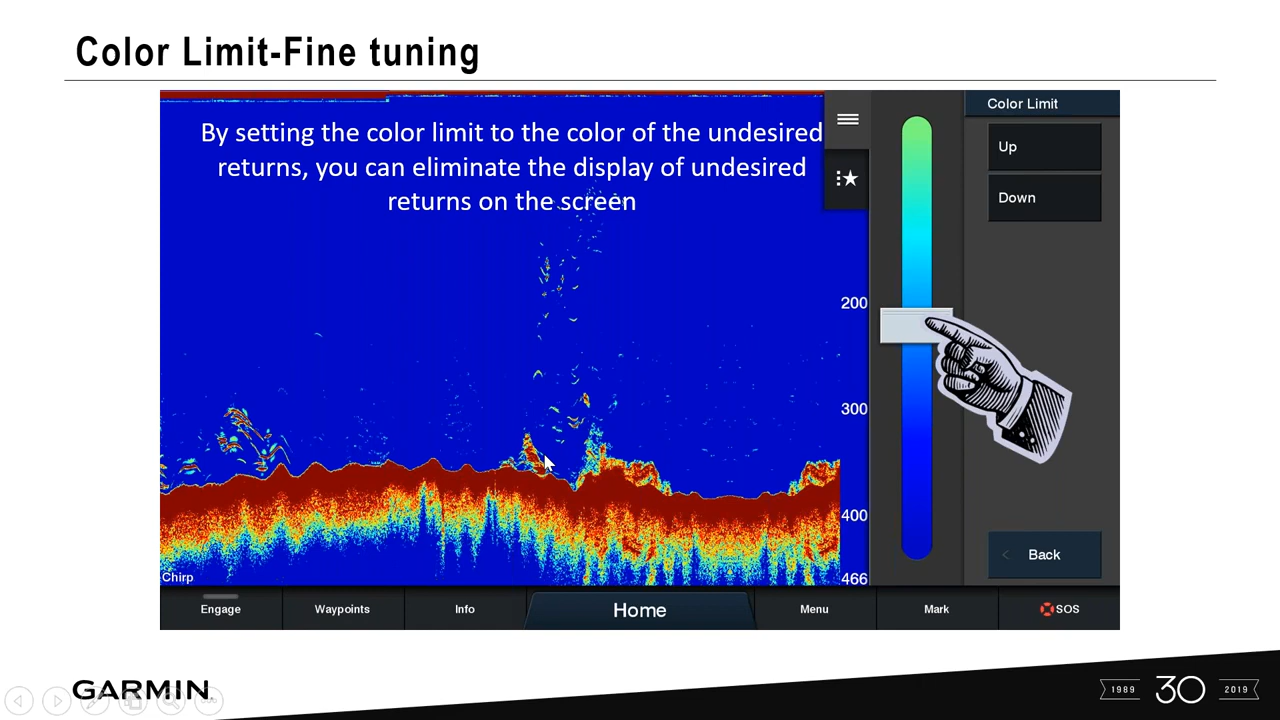 Color Limit-Fine tuning
By setting the color limit to the color of the undesired
returns, you can eliminate the display of undesired
returns on the screen
Color Limit
Up
Down
200
300
400
466
Back
Chirp
Engage
Waypoints
Info
Home
Menu
Mark
SOS
GARMIN.
1989
30
2019